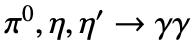 π⁰, η, η′ → γγ